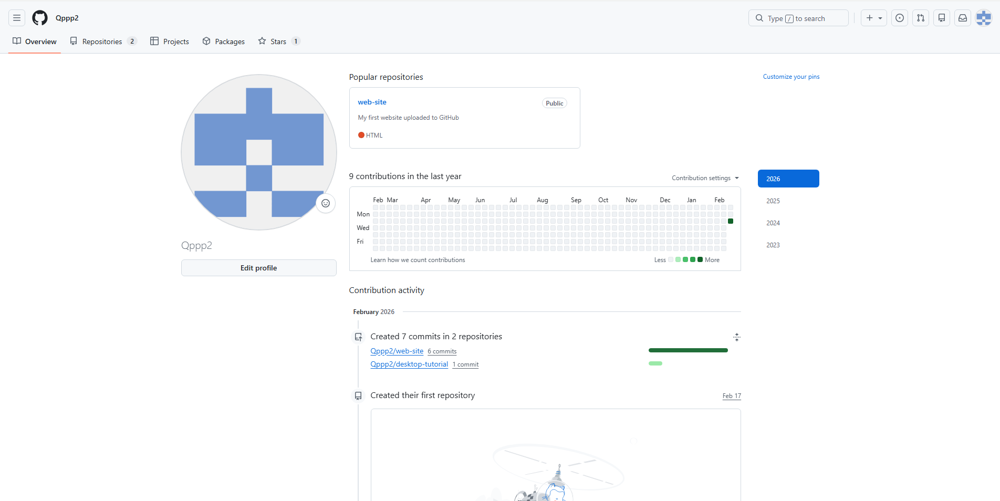 Qppp2
Type / to search
Overview
Repositories 2
Projects
Packages
Stars 1
Qppp2
Edit profile
Popular repositories
Customize your pins
web-site
Public
My first website uploaded to GitHub
HTML
9 contributions in the last year
Contribution settings
Feb Mar Apr May Jun Jul Aug Sep Oct Nov Dec Jan Feb
Mon
Wed
Fri
Learn how we count contributions
Less More
2026
2025
2024
2023
Contribution activity
February 2026
Created 7 commits in 2 repositories
Qppp2/web-site 6 commits
Qppp2/desktop-tutorial 1 commit
Created their first repository
Feb 17